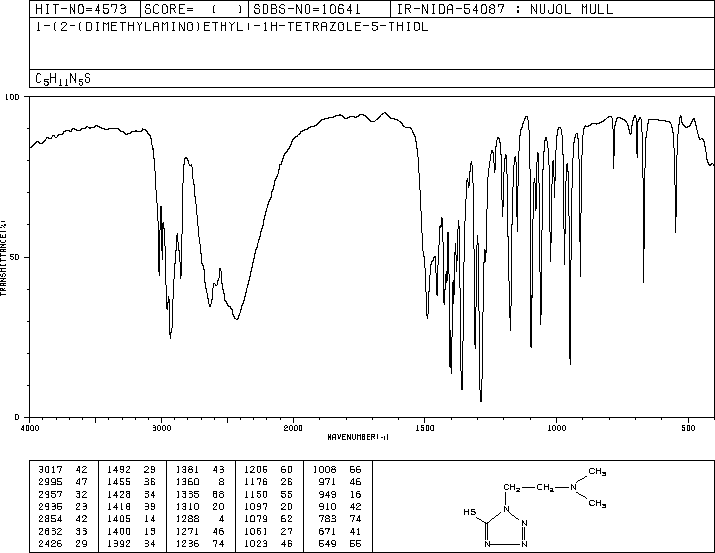 HIT-NO=4573 SCORE= ( ) SDBS-NO=10641 IR-NIDA-54087 : NUJOL MULL
1-(2-(DIMETHYLAMINO)ETHYL)-1H-TETRAZOLE-5-THIOL
C5H11N5S
100
50
0
TRANSMITTANCE(%)
4000 3000 2000 1500 1000 500
WAVENUMBER(-1)
3017 42 1492 29 1381 43 1206 60 1008 66
2995 47 1455 36 1360 8 1176 26 971 46
2957 32 1428 34 1335 68 1150 55 949 16
2935 23 1418 39 1310 20 1097 20 910 42
2854 42 1405 14 1288 4 1079 62 783 74
2632 33 1400 13 1271 46 1061 27 671 41
2426 29 1392 34 1236 74 1023 46 549 55
CH3
CH2 CH2 N
CH3
HS N
N
N N